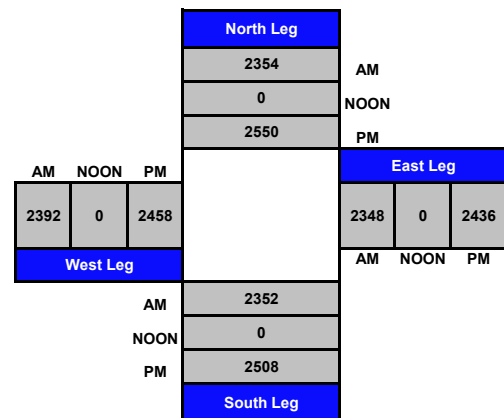 North Leg
2354
AM
0
NOON
2550
PM
AM NOON PM
East Leg
2392 0 2458
2348 0 2436
West Leg
AM NOON PM
AM
2352
NOON
0
PM
2508
South Leg